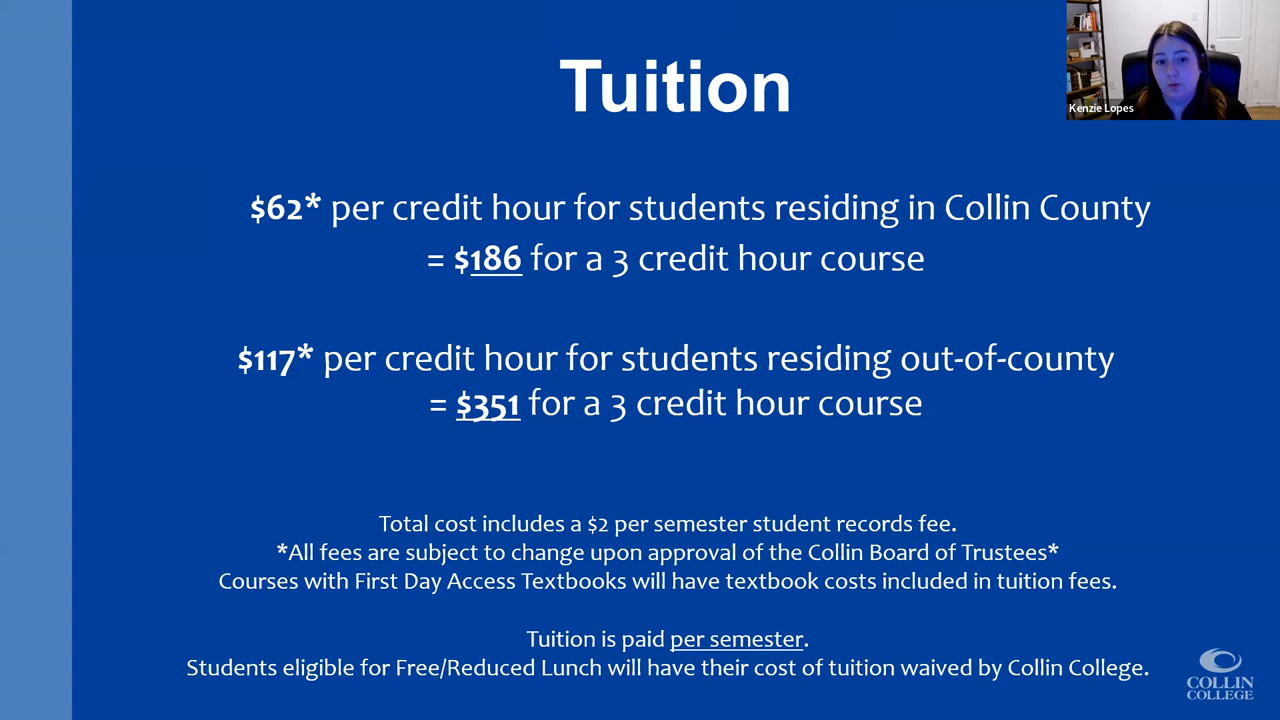 Tuition
Kenzie Lopes
$62* per credit hour for students residing in Collin County
= $186 for a 3 credit hour course
$117* per credit hour for students residing out-of-county
= $351 for a 3 credit hour course
Total cost includes a $2 per semester student records fee.
*All fees are subject to change upon approval of the Collin Board of Trustees*
Courses with First Day Access Textbooks will have textbook costs included in tuition fees.
Tuition is paid per semester.
Students eligible for Free/Reduced Lunch will have their cost of tuition waived by Collin College.
COLLIN
COLLEGE